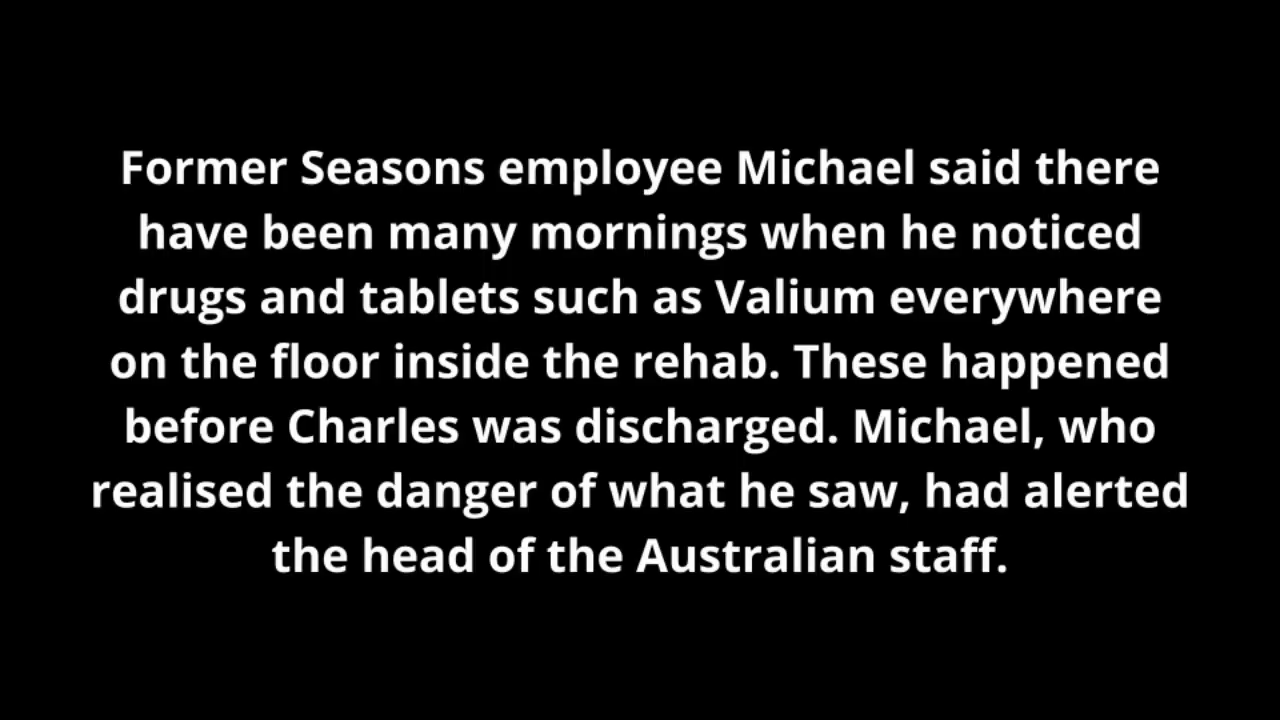 Former Seasons employee Michael said there
have been many mornings when he noticed
drugs and tablets such as Valium everywhere
on the floor inside the rehab. These happened
before Charles was discharged. Michael, who
realised the danger of what he saw, had alerted
the head of the Australian staff.